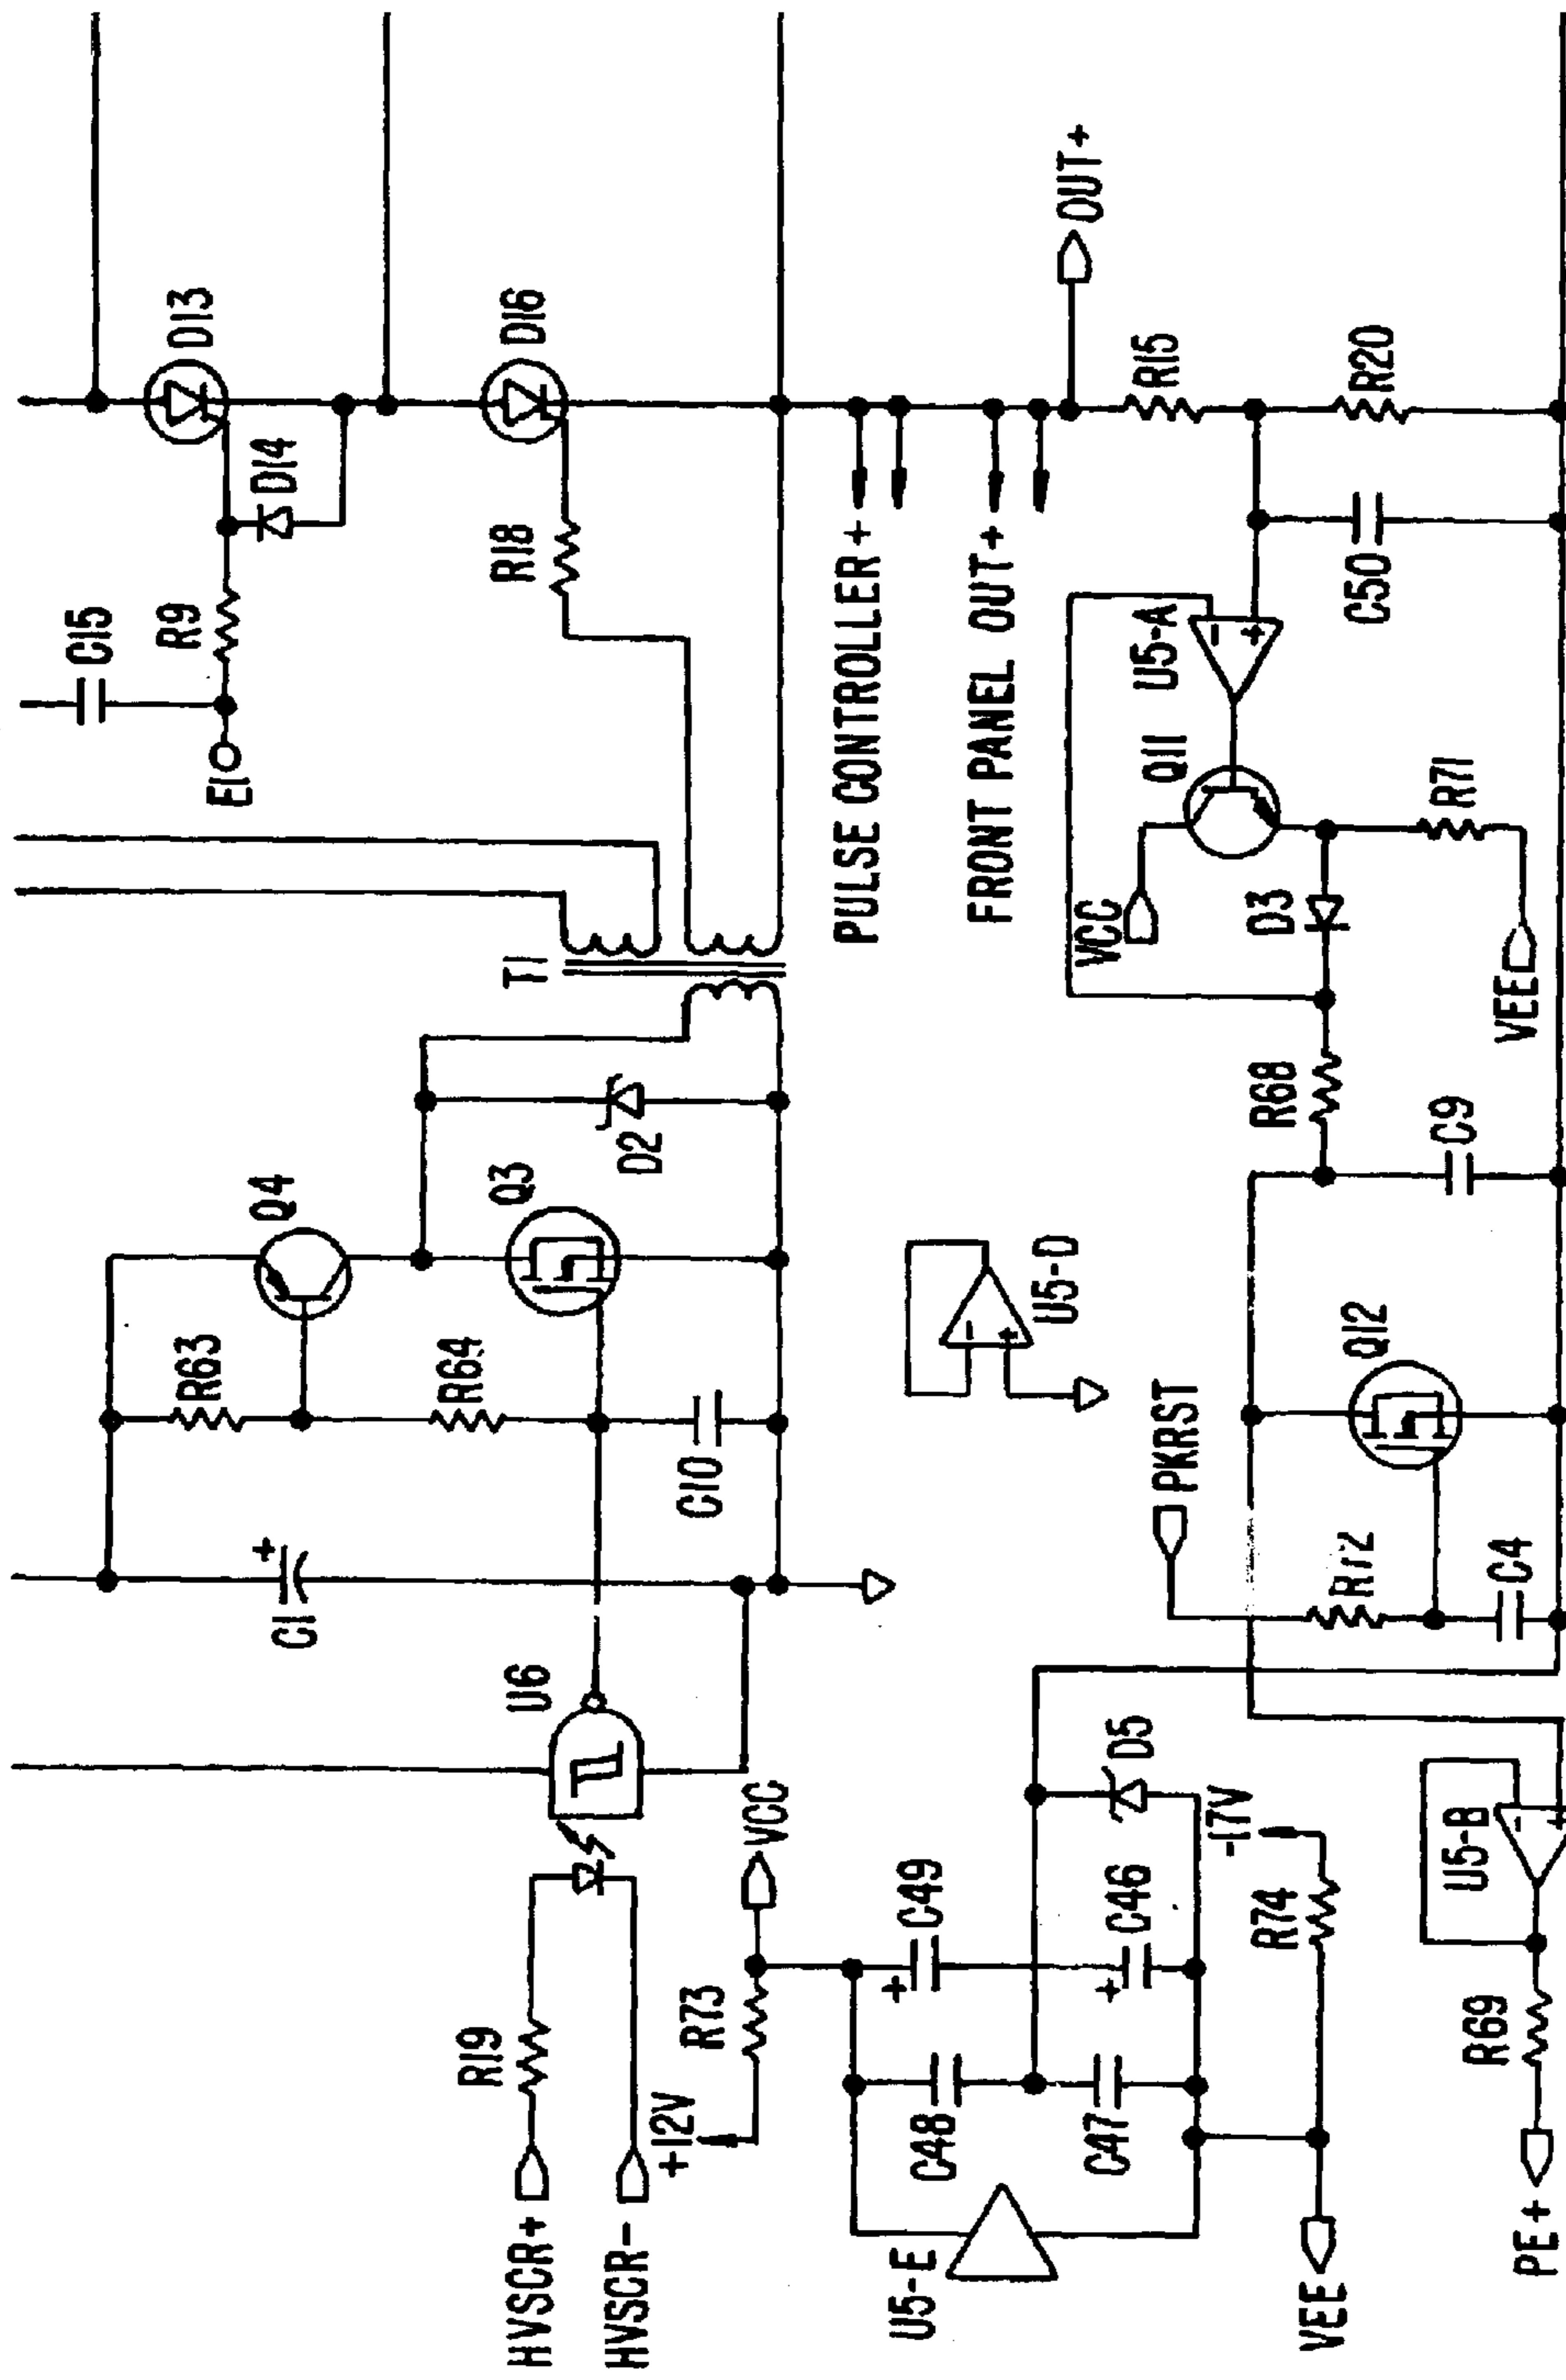 C15
D13
E1
R9
D14
R18
D16
T1
Q4
Q3
D2
R63
R64
C1
+
C10
U6
R19
HVSCR+
HVSCR-
+12V
R73
VCC
PULSE CONTROLLER +
FRONT PANEL OUT+
OUT+
R15
R20
C50
U5-A
-
+
Q11
VCC
D3
R71
VEE
R68
C9
U5-D
-
+
Q12
PKRST
R72
C4
D5
-17V
C49
+
C46
+
R74
C48
C47
U5-E
VEE
U5-B
-
+
R69
PE+